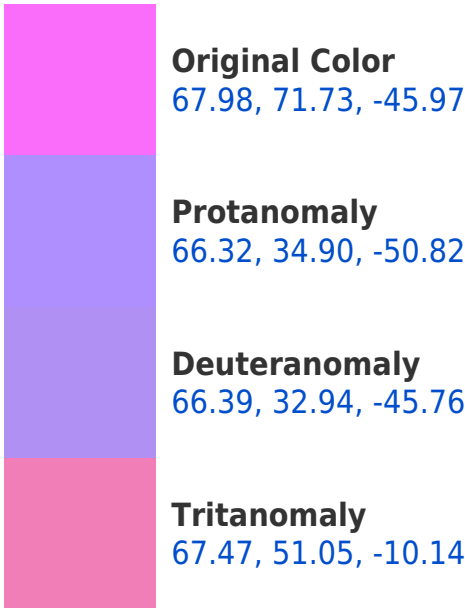 Original Color
67.98, 71.73, -45.97
Protanomaly
66.32, 34.90, -50.82
Deuteranomaly
66.39, 32.94, -45.76
Tritanomaly
67.47, 51.05, -10.14